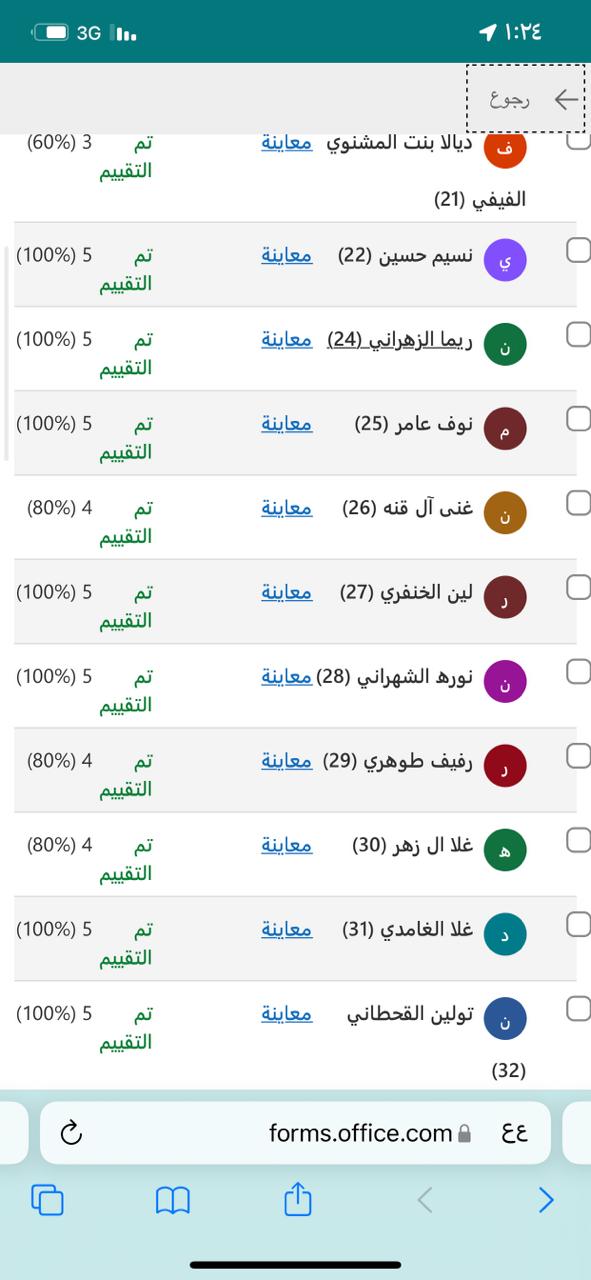 3G ١:٢٤
رجوع
ف ديالا بنت المشنوي معاينة تم 3 (60%)
التقييم
الفيفي (21)
ي نسيم حسين (22) معاينة تم 5 (100%)
التقييم
ن ريما الزهراني (24) معاينة تم 5 (100%)
التقييم
م نوف عامر (25) معاينة تم 5 (100%)
التقييم
ن غنى آل قنه (26) معاينة تم 4 (80%)
التقييم
ر لين الخنفري (27) معاينة تم 5 (100%)
التقييم
ن نوره الشهراني (28) معاينة تم 5 (100%)
التقييم
ر رفيف طوهري (29) معاينة تم 4 (80%)
التقييم
ه غلا ال زهر (30) معاينة تم 4 (80%)
التقييم
د غلا الغامدي (31) معاينة تم 5 (100%)
التقييم
ن تولين القحطاني معاينة تم 5 (100%)
التقييم
(32)
عع forms.office.com